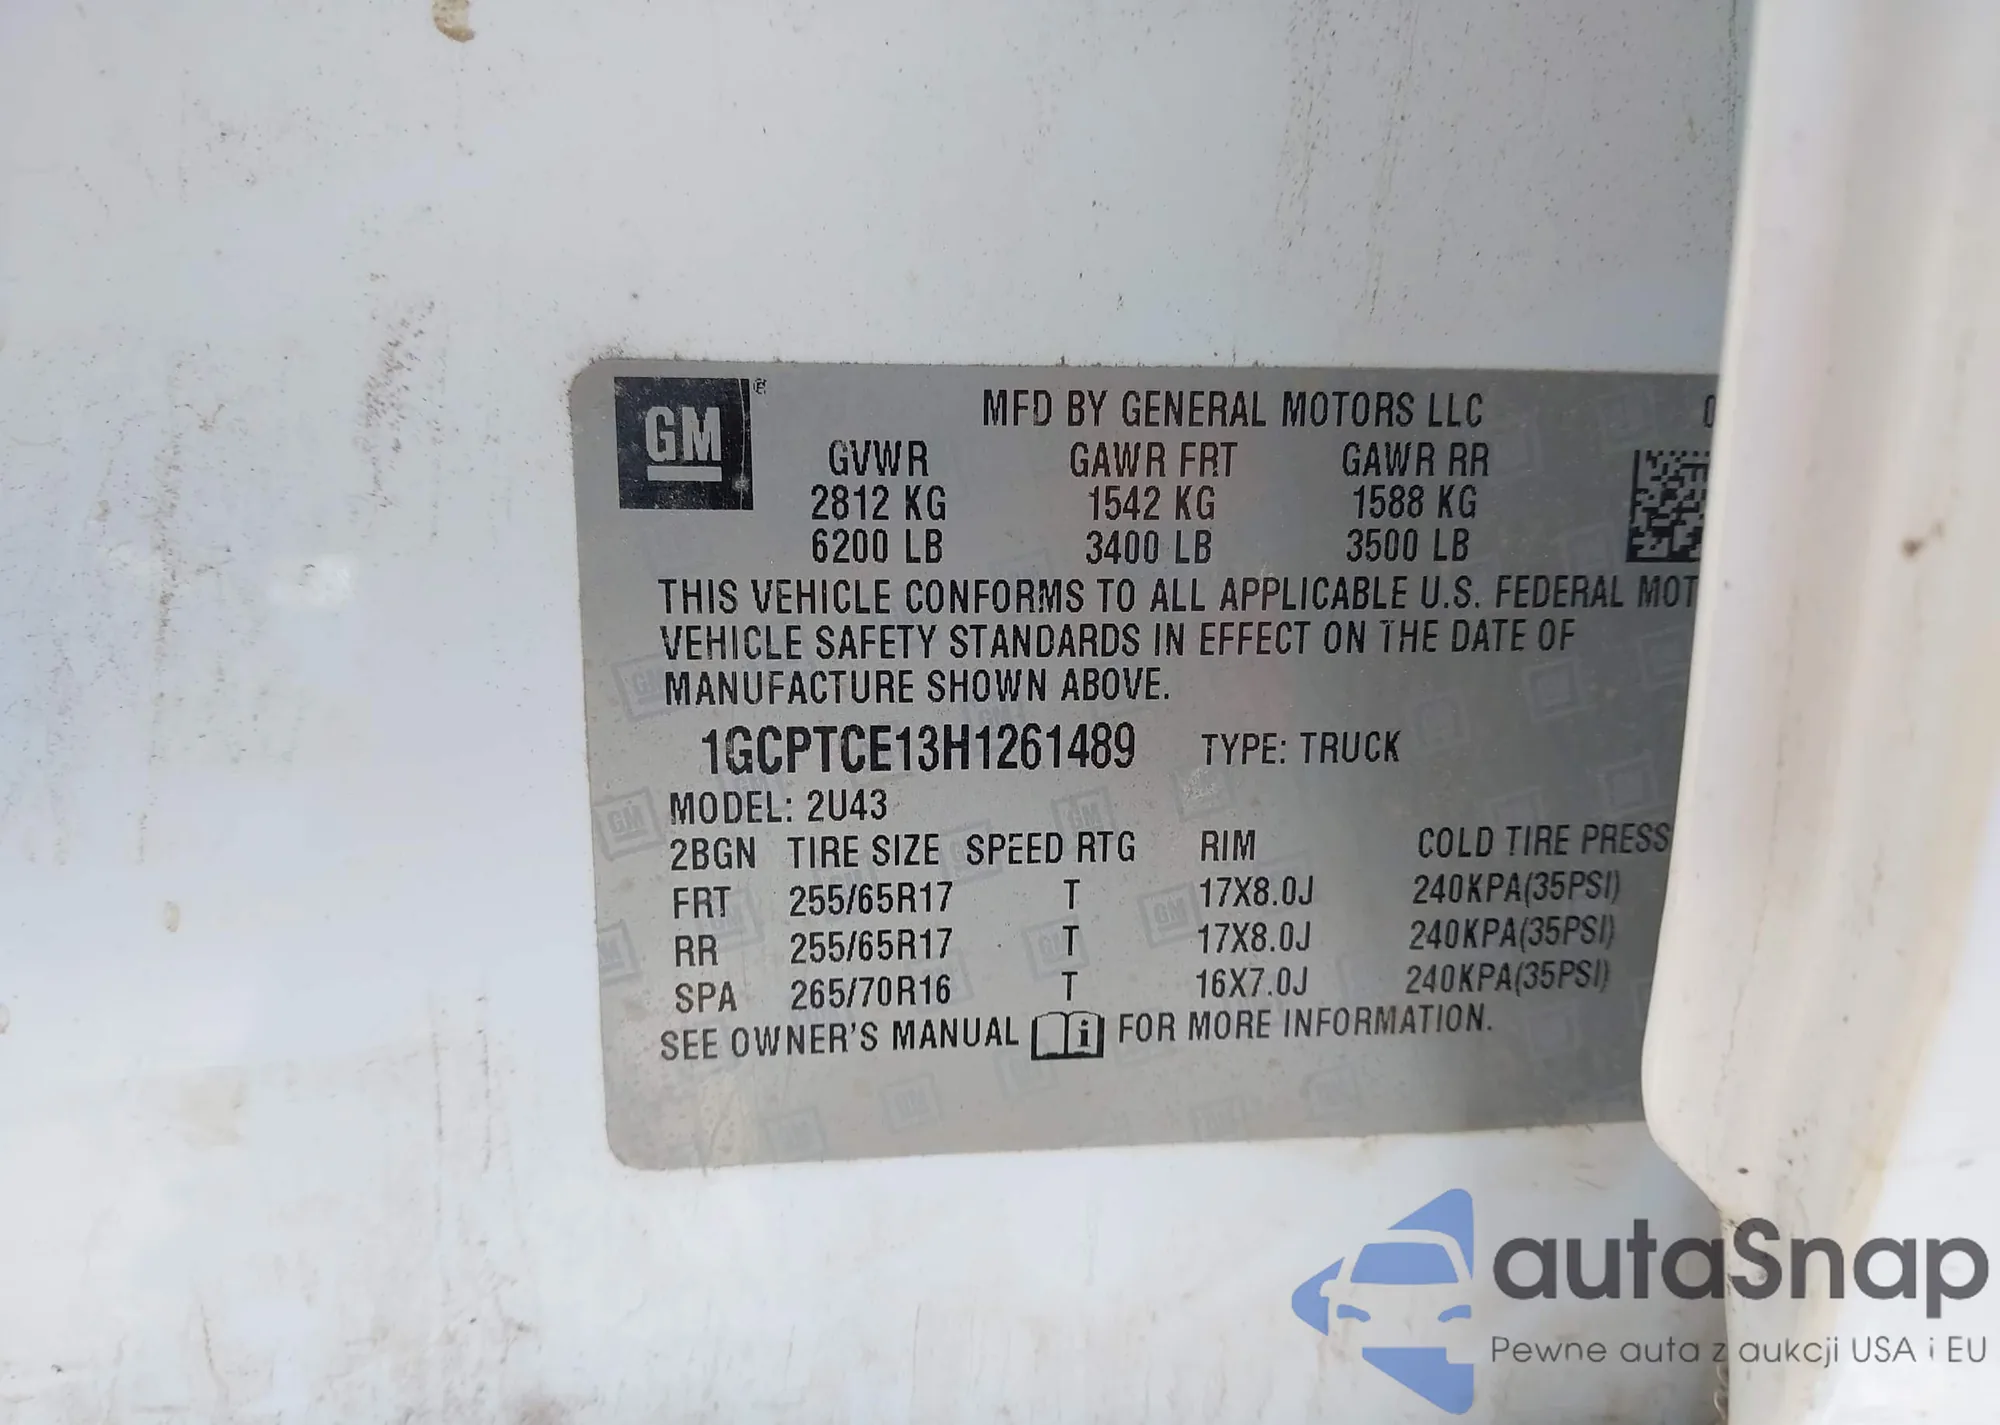 GM ®
MFD BY GENERAL MOTORS LLC 0
GVWR GAWR FRT GAWR RR
2812 KG 1542 KG 1588 KG
6200 LB 3400 LB 3500 LB
THIS VEHICLE CONFORMS TO ALL APPLICABLE U.S. FEDERAL MOT
VEHICLE SAFETY STANDARDS IN EFFECT ON THE DATE OF
MANUFACTURE SHOWN ABOVE.
1GCPTCE13H1261489 TYPE: TRUCK
MODEL: 2U43
2BGN TIRE SIZE SPEED RTG RIM COLD TIRE PRESS
FRT 255/65R17 T 17X8.0J 240KPA(35PSI)
RR 255/65R17 T 17X8.0J 240KPA(35PSI)
SPA 265/70R16 T 16X7.0J 240KPA(35PSI)
SEE OWNER'S MANUAL i FOR MORE INFORMATION.
autaSnap
Pewne auta z aukcji USA i EU